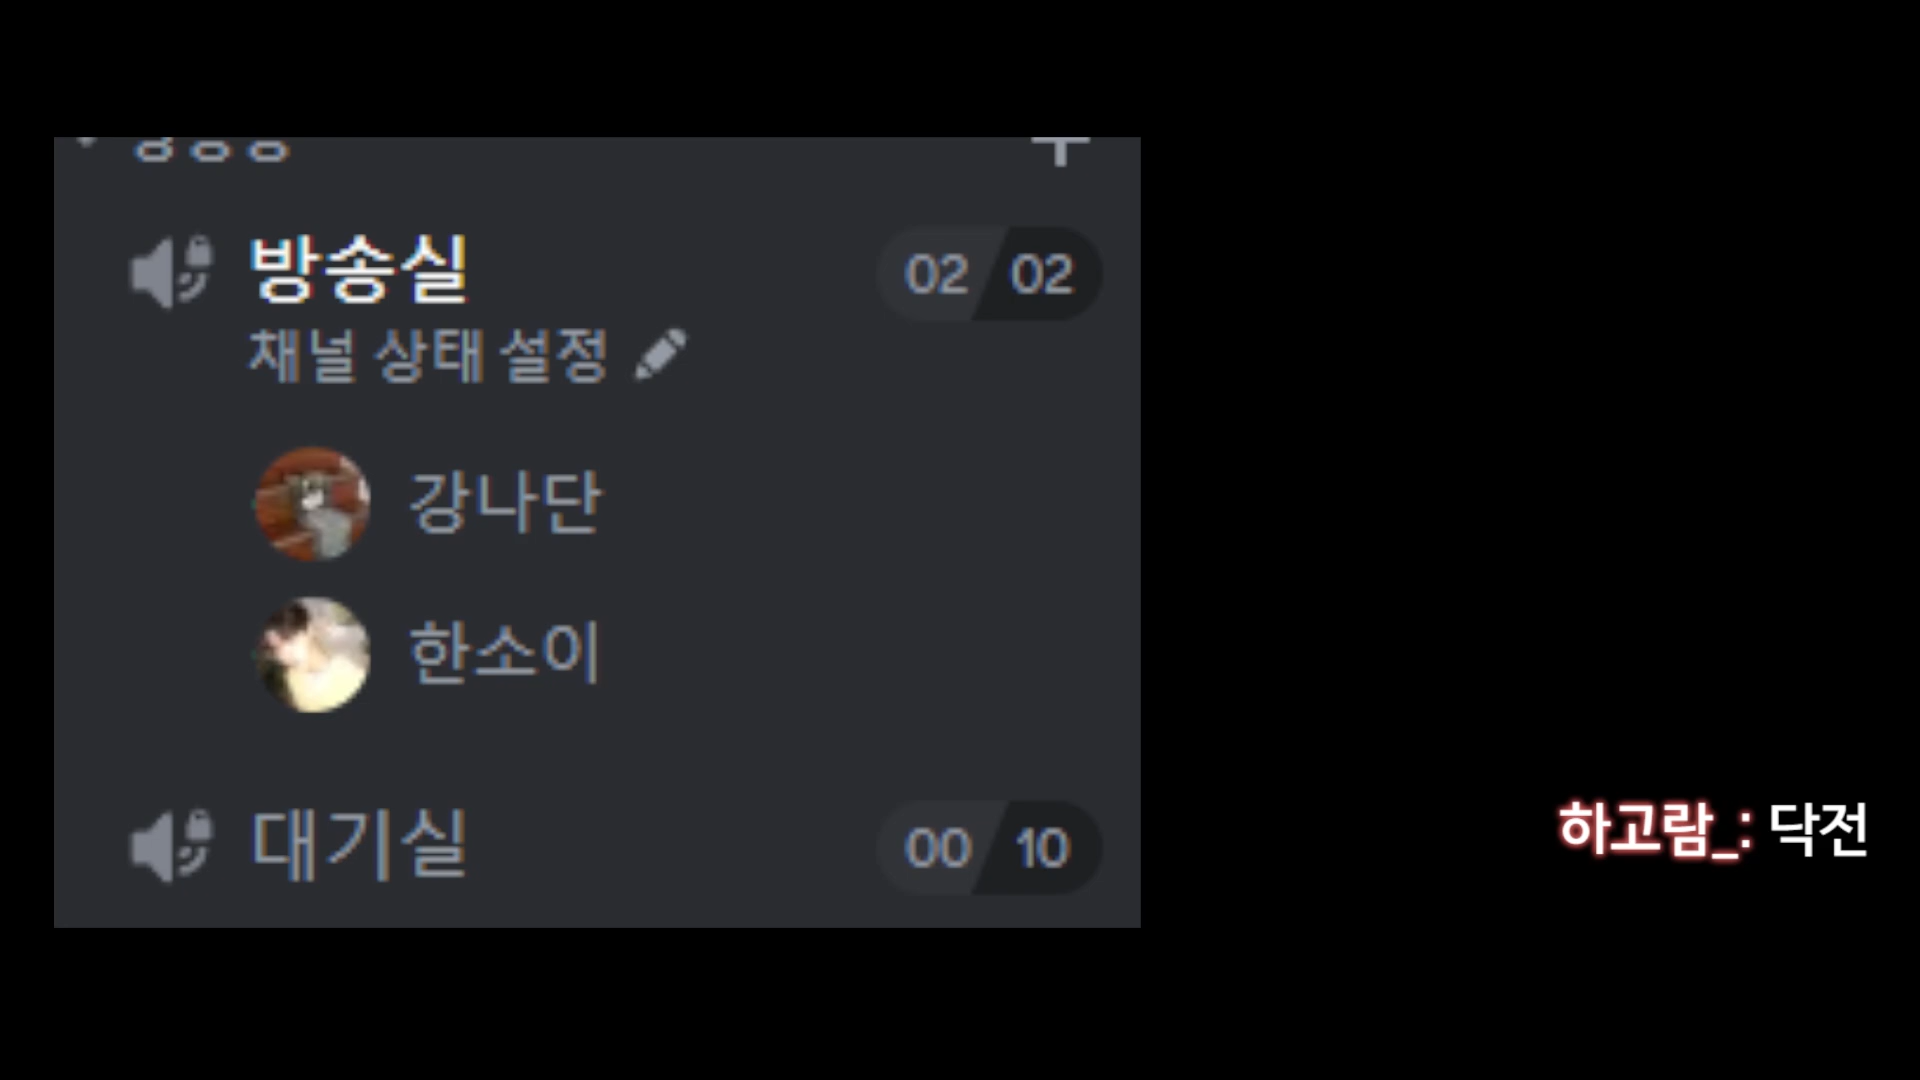 방송실 02 02
채널 상태 설정
강나단
한소이
대기실 00 10
하고람_: 닥전